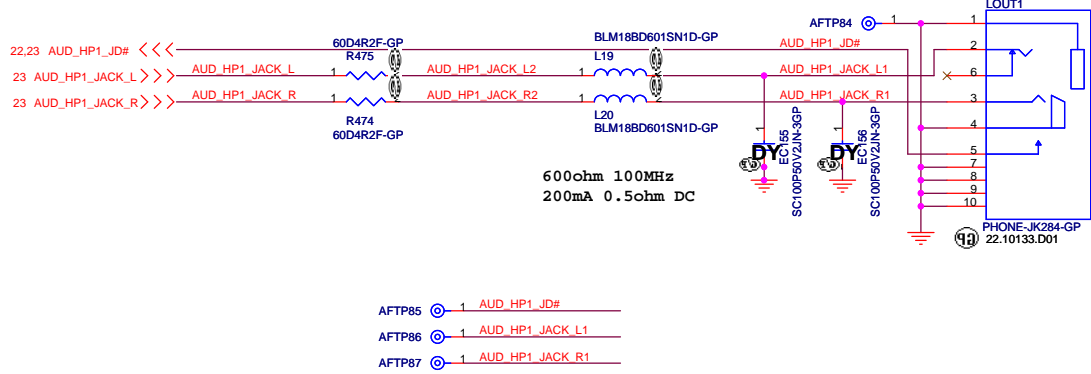 LOUT1
AFTP84 1 1
22,23 AUD_HP1_JD# AUD_HP1_JD#
60D4R2F-GP BLM18BD601SN1D-GP
R475 L19 2
23 AUD_HP1_JACK_L AUD_HP1_JACK_L 1 AUD_HP1_JACK_L2 1 AUD_HP1_JACK_L1 6
23 AUD_HP1_JACK_R AUD_HP1_JACK_R 1 AUD_HP1_JACK_R2 1 AUD_HP1_JACK_R1 3
R474 L20
60D4R2F-GP BLM18BD601SN1D-GP 4
1 1
DY EC155 DY EC156 5
SC100P50V2JN-3GP SC100P50V2JN-3GP
7
600ohm 100MHz 8
200mA 0.5ohm DC 9
10
PHONE-JK284-GP
22.10133.D01
AFTP85 1 AUD_HP1_JD#
AFTP86 1 AUD_HP1_JACK_L1
AFTP87 1 AUD_HP1_JACK_R1